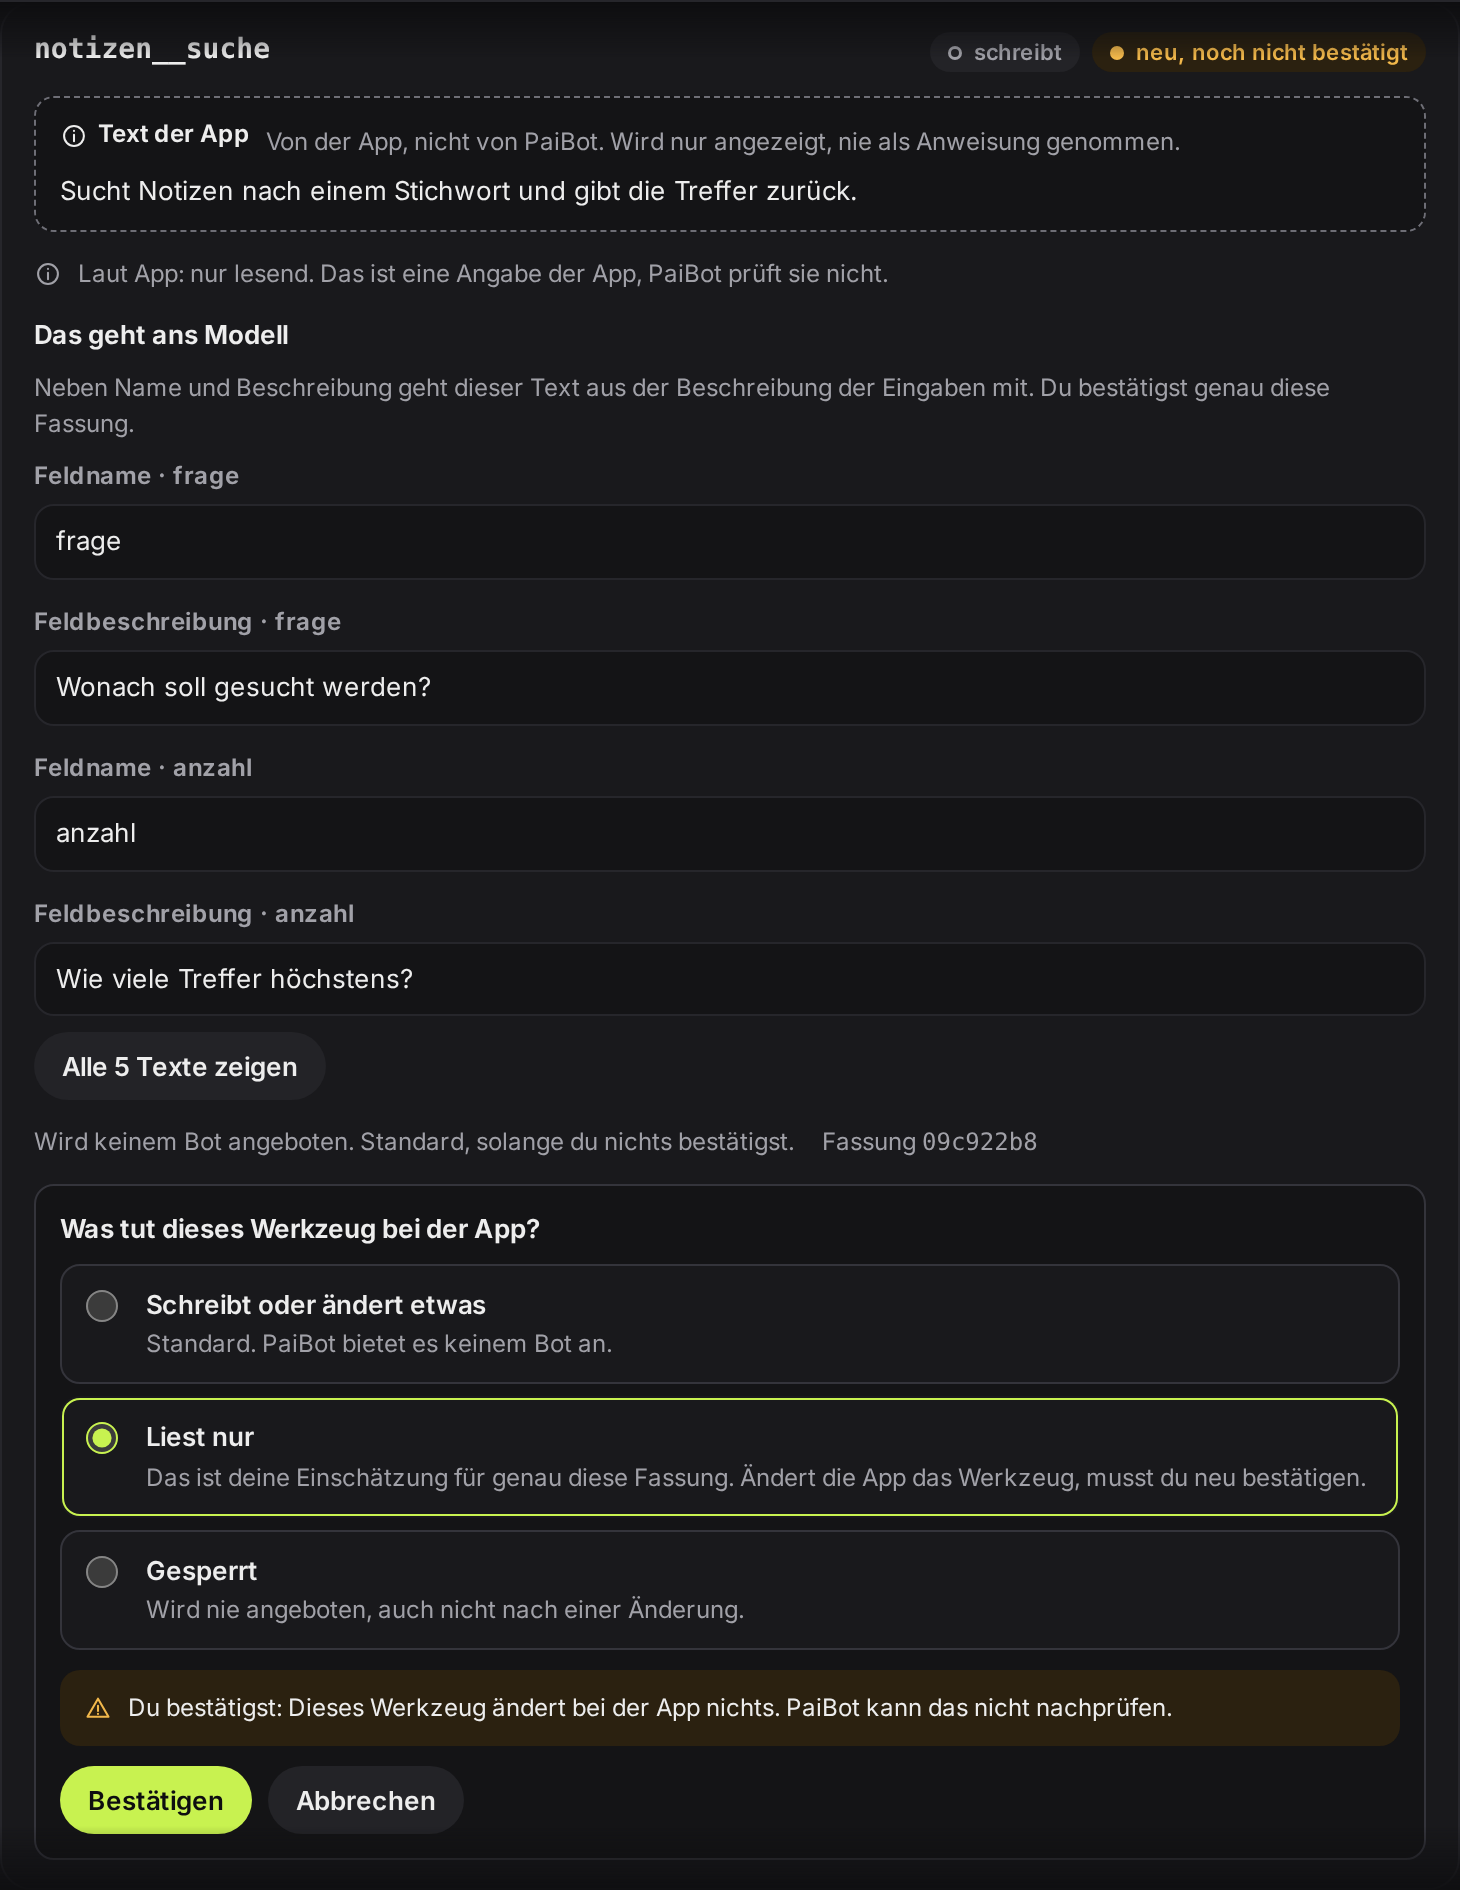 notizen__suche
schreibt
neu, noch nicht bestätigt
Text der App
Von der App, nicht von PaiBot. Wird nur angezeigt, nie als Anweisung genommen.
Sucht Notizen nach einem Stichwort und gibt die Treffer zurück.
Laut App: nur lesend. Das ist eine Angabe der App, PaiBot prüft sie nicht.
Das geht ans Modell
Neben Name und Beschreibung geht dieser Text aus der Beschreibung der Eingaben mit. Du bestätigst genau diese
Fassung.
Feldname · frage
frage
Feldbeschreibung · frage
Wonach soll gesucht werden?
Feldname · anzahl
anzahl
Feldbeschreibung · anzahl
Wie viele Treffer höchstens?
Alle 5 Texte zeigen
Wird keinem Bot angeboten. Standard, solange du nichts bestätigst. Fassung 09c922b8
Was tut dieses Werkzeug bei der App?
Schreibt oder ändert etwas
Standard. PaiBot bietet es keinem Bot an.
Liest nur
Das ist deine Einschätzung für genau diese Fassung. Ändert die App das Werkzeug, musst du neu bestätigen.
Gesperrt
Wird nie angeboten, auch nicht nach einer Änderung.
Du bestätigst: Dieses Werkzeug ändert bei der App nichts. PaiBot kann das nicht nachprüfen.
Bestätigen
Abbrechen